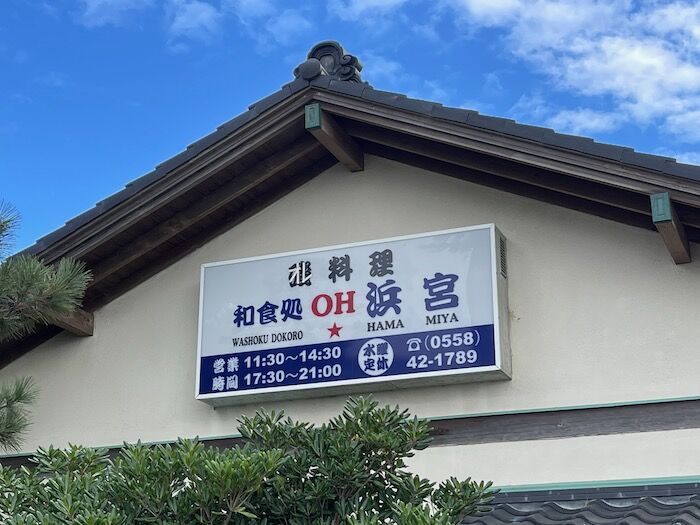 料理
和食処 OH 浜宮
WASHOKU DOKORO HAMA MIYA
営業 11:30～14:30
時間 17:30～21:00
水曜
定休
☎(0558)
42-1789